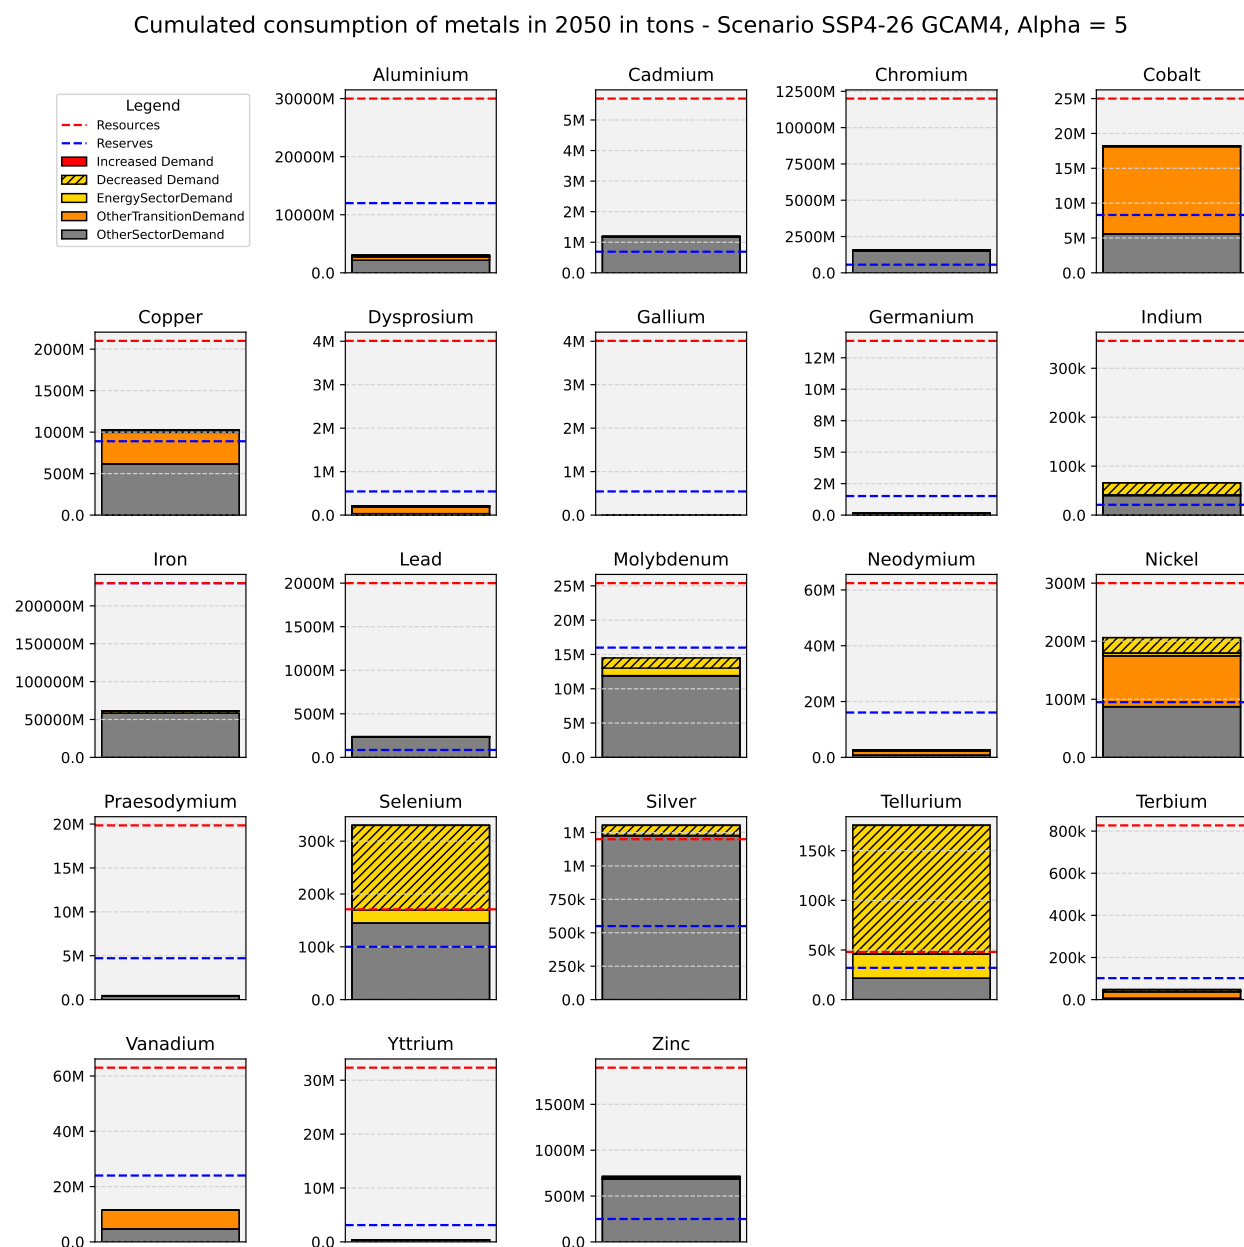 Cumulated consumption of metals in 2050 in tons - Scenario SSP4-26 GCAM4, Alpha = 5
Legend
Resources
Reserves
Increased Demand
Decreased Demand
EnergySectorDemand
OtherTransitionDemand
OtherSectorDemand
Aluminium
30000M
20000M
10000M
0.0
Cadmium
5M
4M
3M
2M
1M
0.0
Chromium
12500M
10000M
7500M
5000M
2500M
0.0
Cobalt
25M
20M
15M
10M
5M
0.0
Copper
2000M
1500M
1000M
500M
0.0
Dysprosium
4M
3M
2M
1M
0.0
Gallium
4M
3M
2M
1M
0.0
Germanium
12M
10M
8M
5M
2M
0.0
Indium
300k
200k
100k
0.0
Iron
200000M
150000M
100000M
50000M
0.0
Lead
2000M
1500M
1000M
500M
0.0
Molybdenum
25M
20M
15M
10M
5M
0.0
Neodymium
60M
40M
20M
0.0
Nickel
300M
200M
100M
0.0
Praesodymium
20M
15M
10M
5M
0.0
Selenium
300k
200k
100k
0.0
Silver
1M
1M
750k
500k
250k
0.0
Tellurium
150k
100k
50k
0.0
Terbium
800k
600k
400k
200k
0.0
Vanadium
60M
40M
20M
0.0
Yttrium
30M
20M
10M
0.0
Zinc
1500M
1000M
500M
0.0